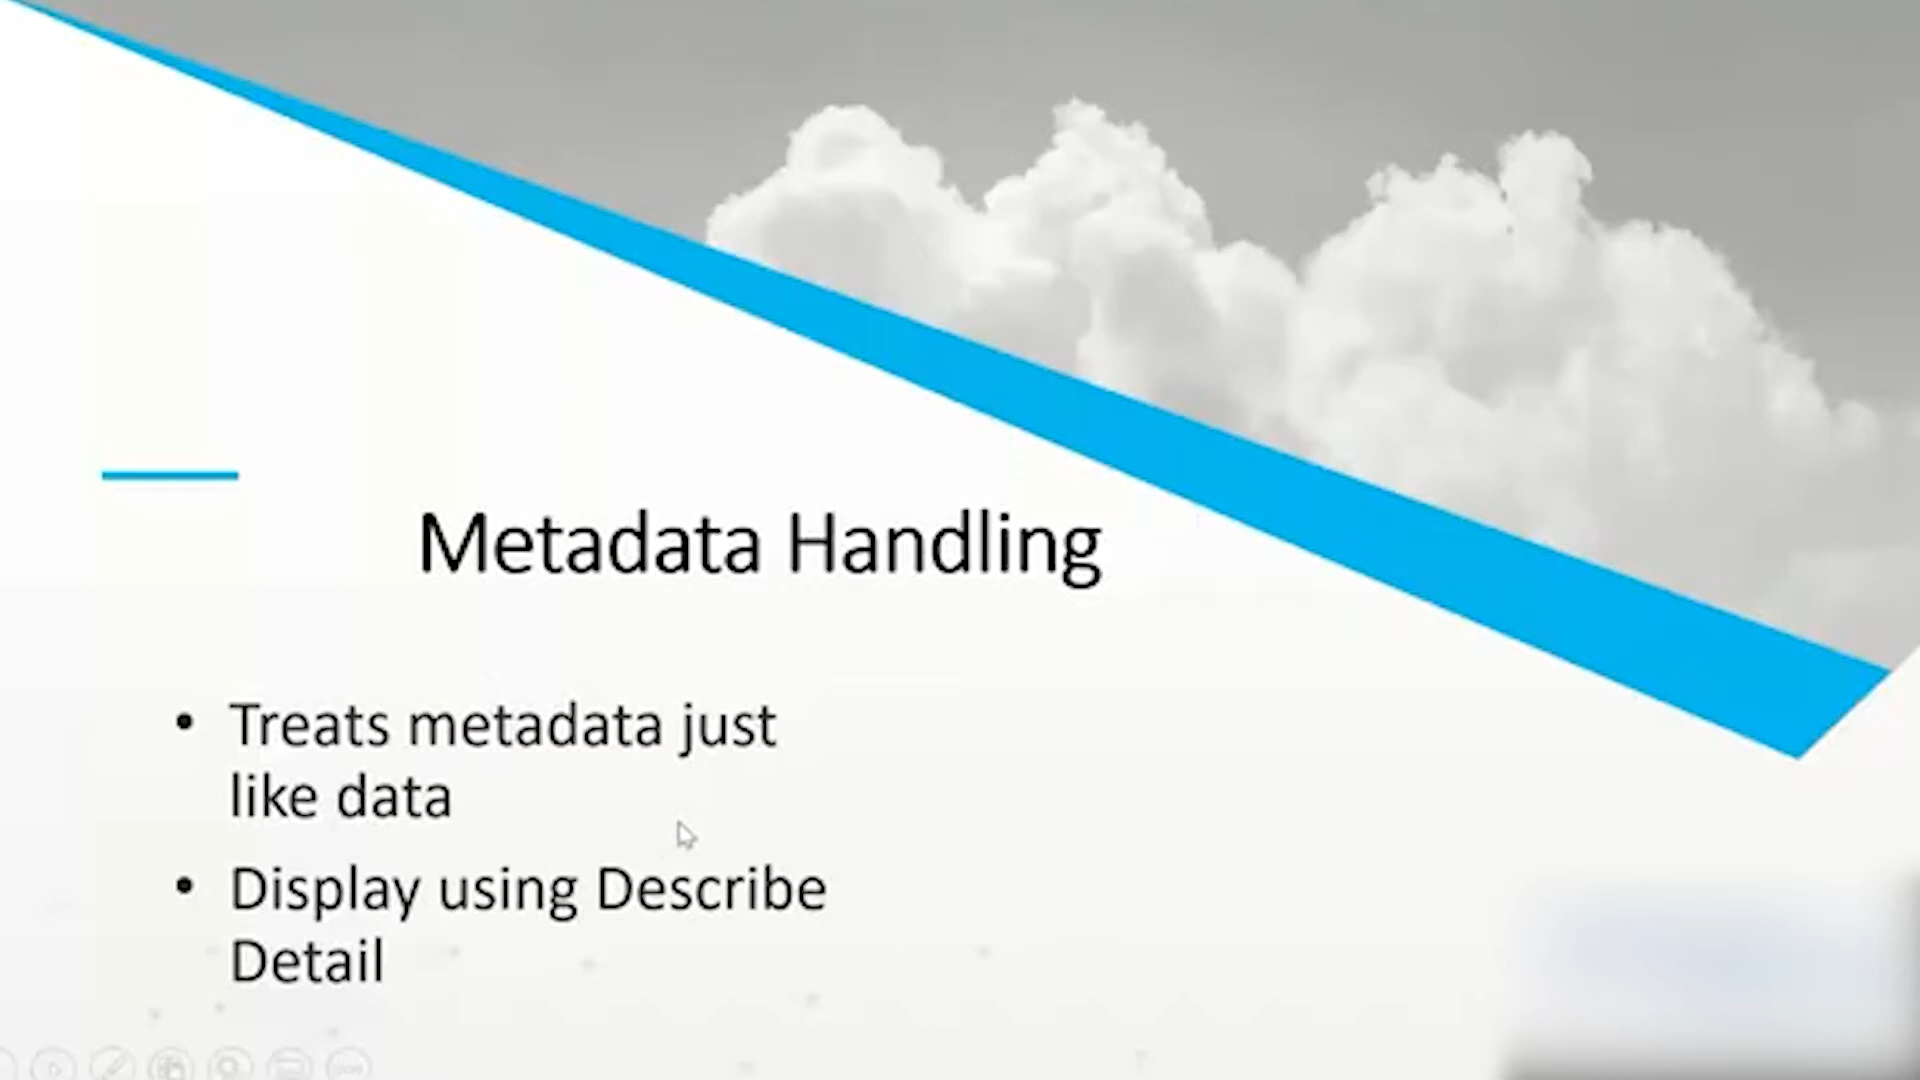 Metadata Handling
• Treats metadata just
like data
• Display using Describe
Detail